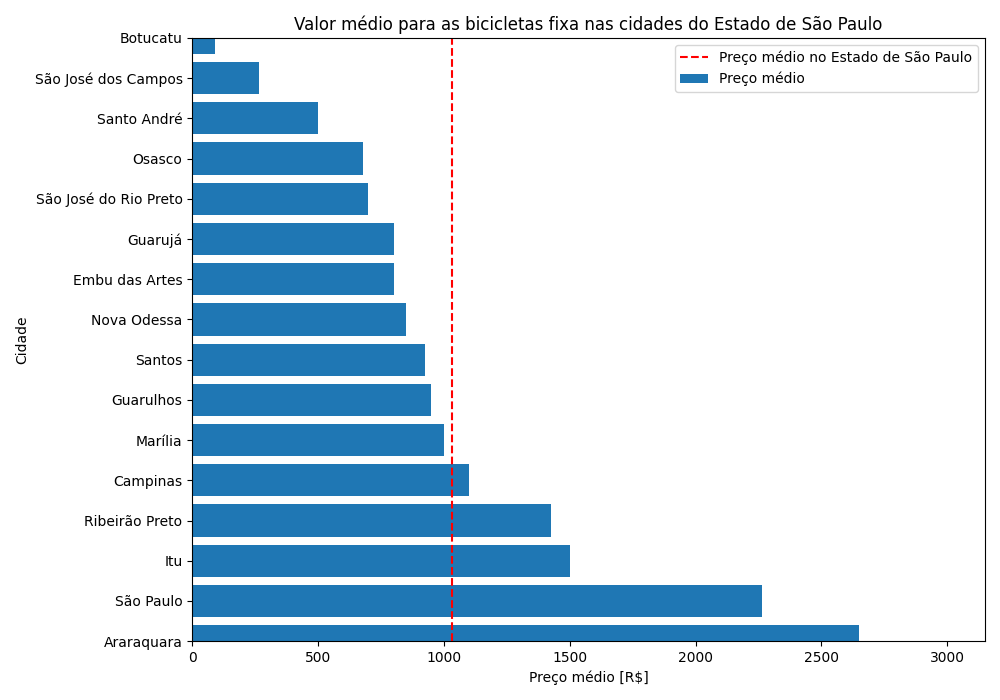 Valor médio para as bicicletas fixa nas cidades do Estado de São Paulo
Preço médio no Estado de São Paulo
Preço médio
Cidade
Botucatu
São José dos Campos
Santo André
Osasco
São José do Rio Preto
Guarujá
Embu das Artes
Nova Odessa
Santos
Guarulhos
Marília
Campinas
Ribeirão Preto
Itu
São Paulo
Araraquara
0 500 1000 1500 2000 2500 3000
Preço médio [R$]